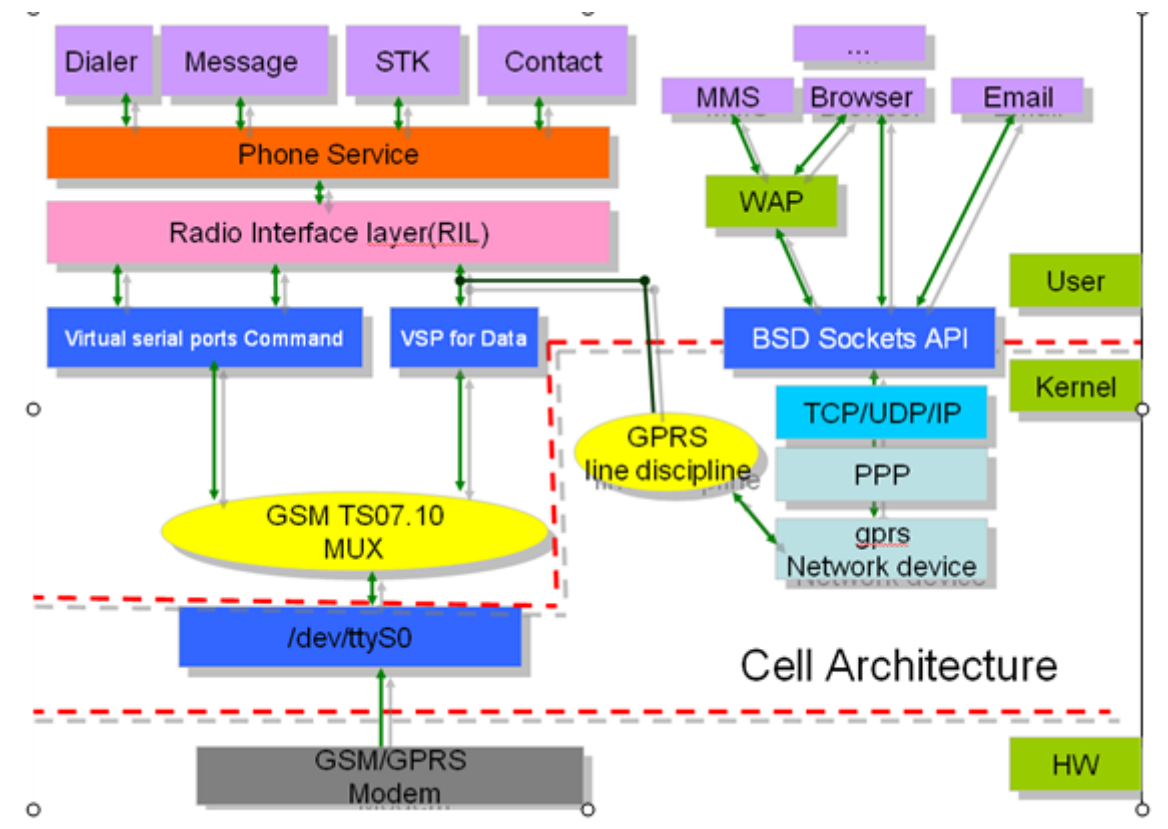 Dialer
Message
STK
Contact
...
MMS
Browser
Email
Phone Service
WAP
Radio Interface layer(RIL)
User
Virtual serial ports Command
VSP for Data
BSD Sockets API
Kernel
TCP/UDP/IP
GPRS
line discipline
PPP
GSM TS07.10
MUX
gprs
Network device
/dev/ttyS0
Cell Architecture
GSM/GPRS
Modem
HW